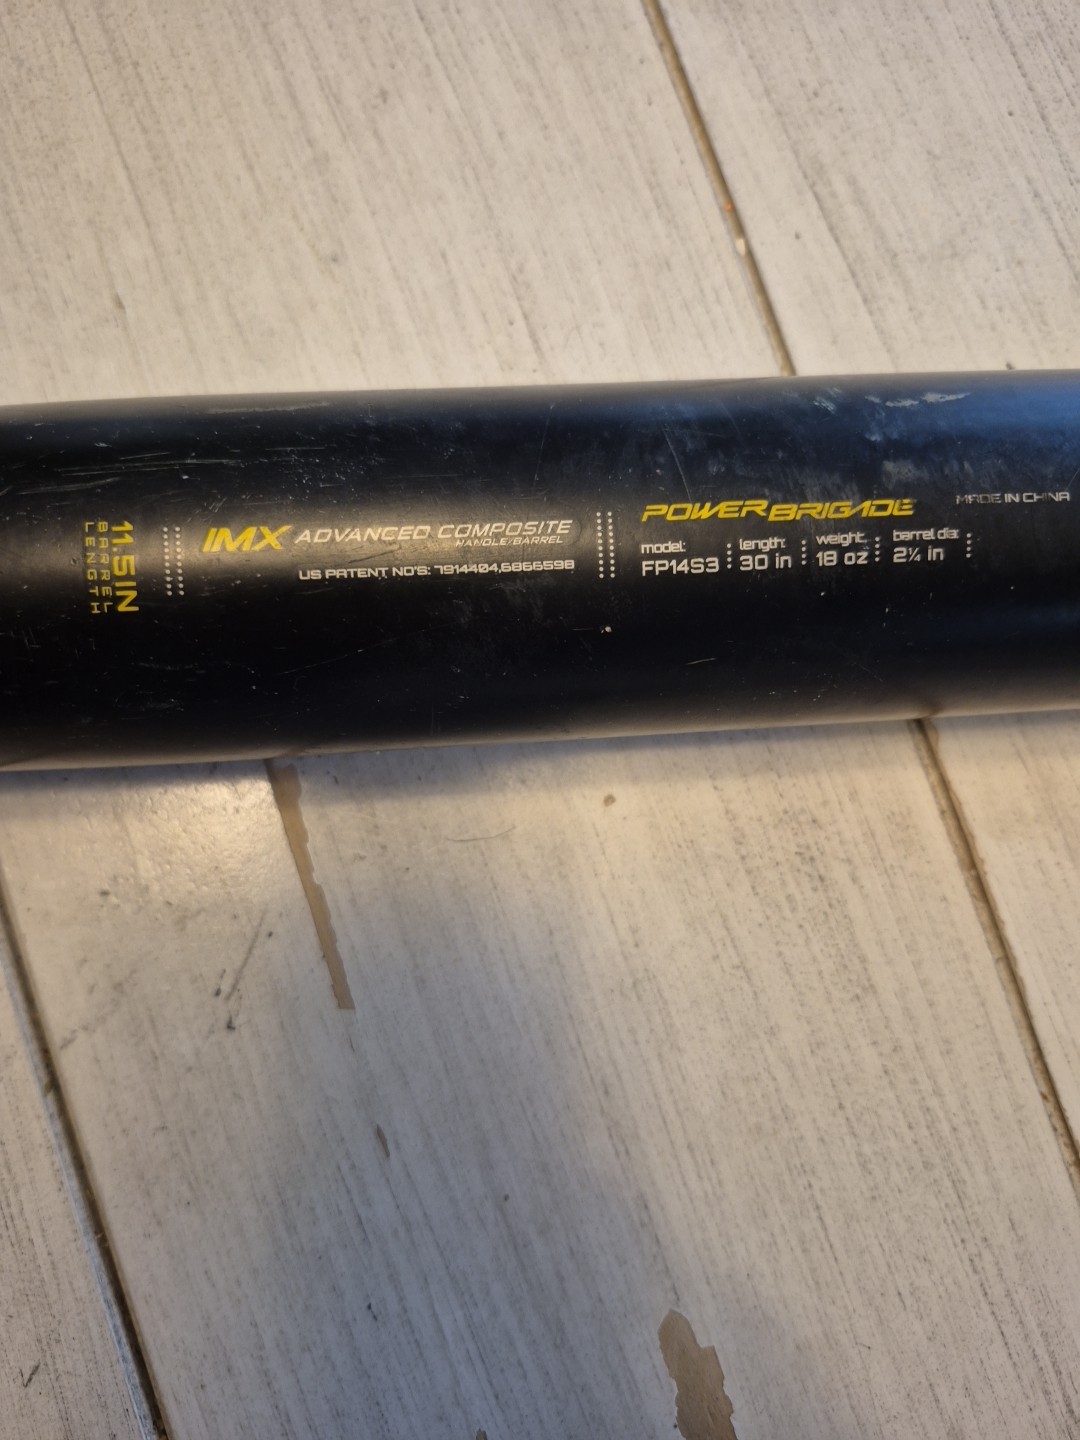 11.5IN
BARREL
LENGTH
IMX ADVANCED COMPOSITE
HANDLE/BARREL
US PATENT NO'S: 7914404,6866598
POWER BRIGADE
MADE IN CHINA
model: length: weight: barrel dia:
FP14S3 30 in 18 oz 2¼ in